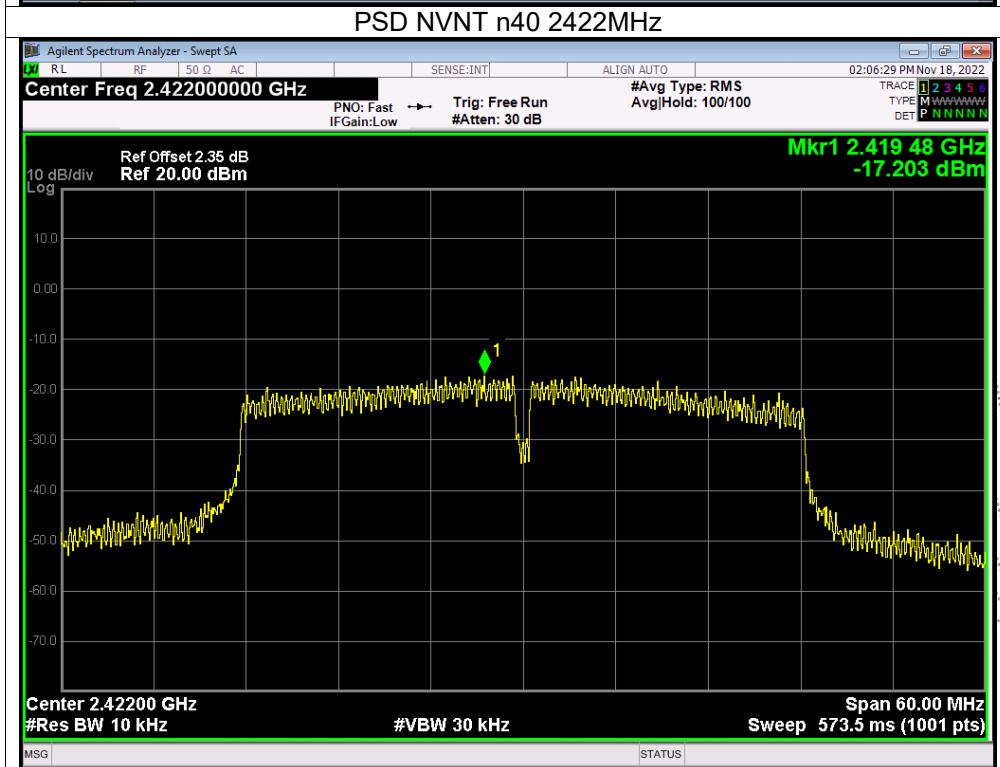 PSD NVNT n40 2422MHz
Agilent Spectrum Analyzer - Swept SA
LXI RL RF 50 Ω AC SENSE:INT ALIGN AUTO 02:06:29 PM Nov 18, 2022
Center Freq 2.422000000 GHz
#Avg Type: RMS
Avg|Hold: 100/100
TRACE 1 2 3 4 5 6
TYPE M WWWWW
DET P N N N N N
PNO: Fast
IFGain:Low
Trig: Free Run
#Atten: 30 dB
Mkr1 2.419 48 GHz
-17.203 dBm
Ref Offset 2.35 dB
10 dB/div Ref 20.00 dBm
Log
10.0
0.00
-10.0
1
-20.0
-30.0
-40.0
-50.0
-60.0
-70.0
Center 2.42200 GHz Span 60.00 MHz
#Res BW 10 kHz #VBW 30 kHz Sweep 573.5 ms (1001 pts)
MSG STATUS